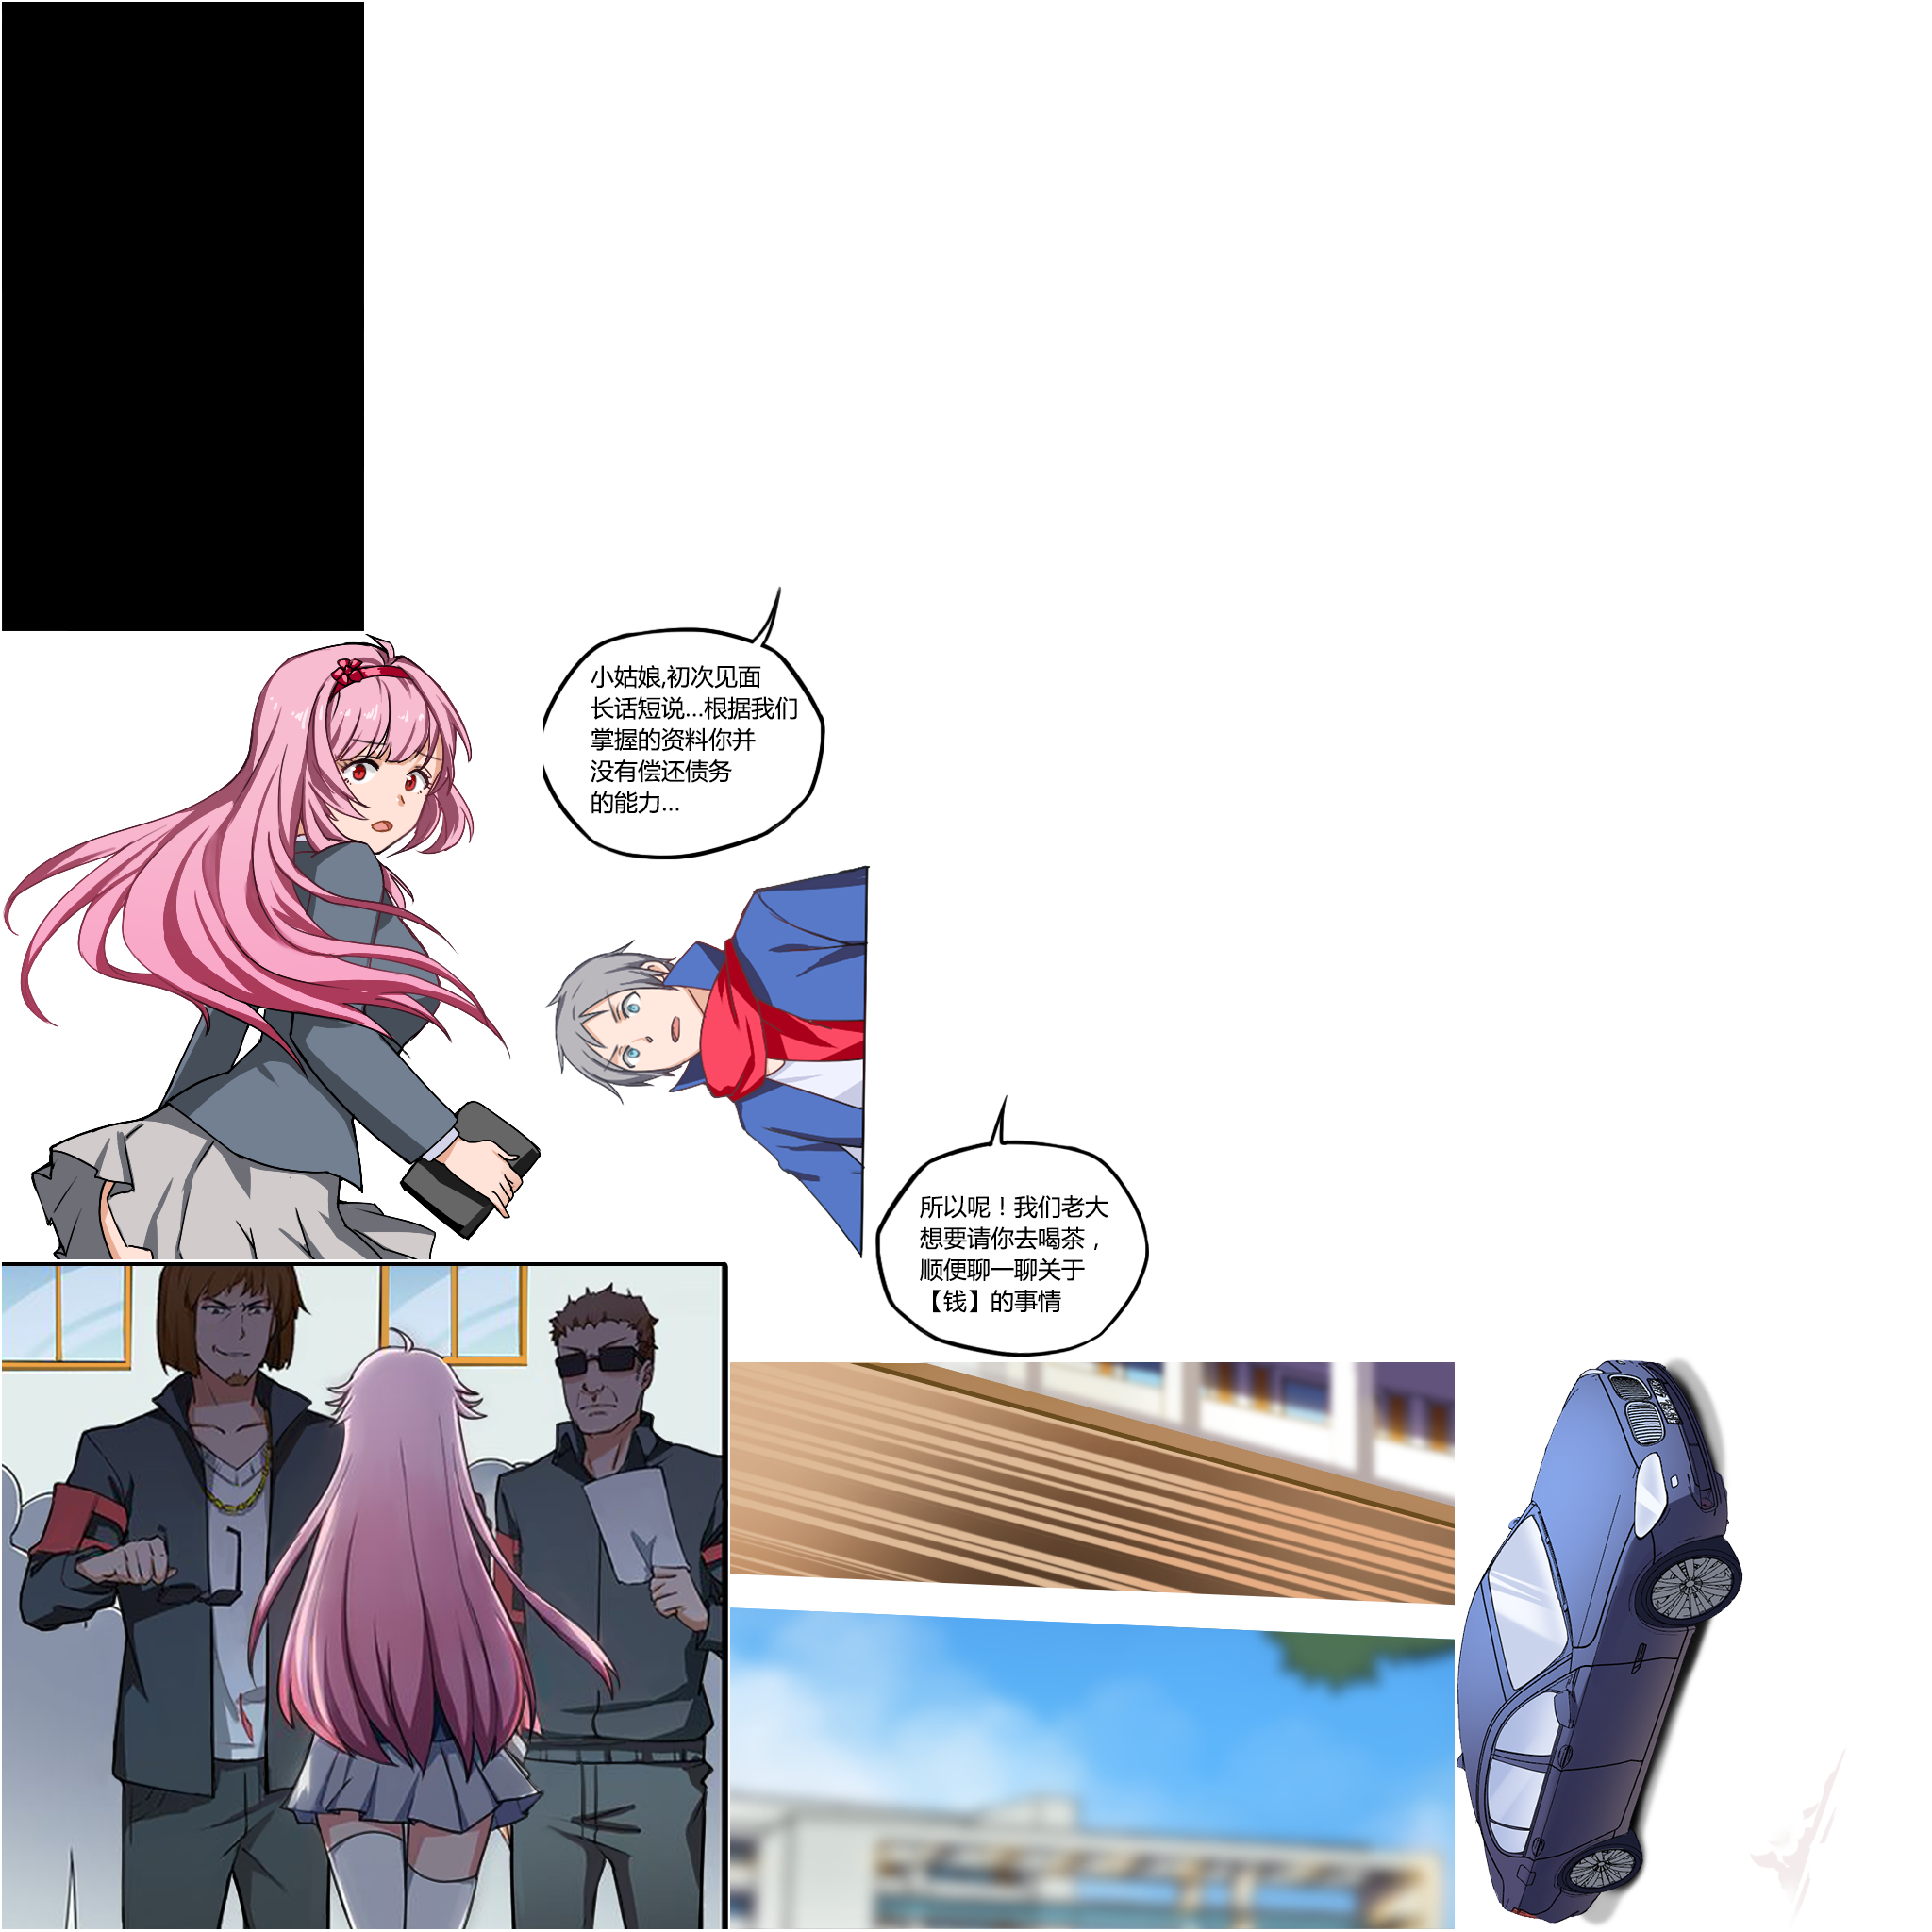 小姑娘,初次见面
长话短说...根据我们
掌握的资料你并
没有偿还债务
的能力...
所以呢！我们老大
想要请你去喝茶，
顺便聊一聊关于
【钱】的事情